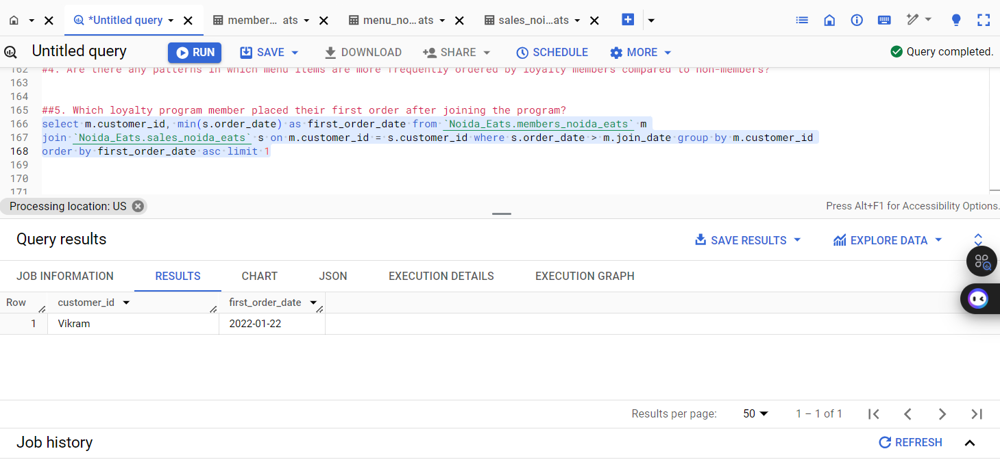 *Untitled query
member... ats
menu_no...ats
sales_noi...ats
Untitled query
RUN
SAVE
DOWNLOAD
SHARE
SCHEDULE
MORE
Query completed.
162 #4. Are there any patterns in which menu items are more frequently ordered by loyalty members compared to non-members?
163
164
165 ##5. Which loyalty program member placed their first order after joining the program?
166 select m.customer_id, min(s.order_date) as first_order_date from `Noida_Eats.members_noida_eats` m
167 join `Noida_Eats.sales_noida_eats` s on m.customer_id = s.customer_id where s.order_date > m.join_date group by m.customer_id
168 order by first_order_date asc limit 1
169
170
171
Processing location: US
Press Alt+F1 for Accessibility Options.
Query results
SAVE RESULTS
EXPLORE DATA
JOB INFORMATION
RESULTS
CHART
JSON
EXECUTION DETAILS
EXECUTION GRAPH
Row customer_id first_order_date
1 Vikram 2022-01-22
Results per page: 50 1 – 1 of 1
Job history
REFRESH